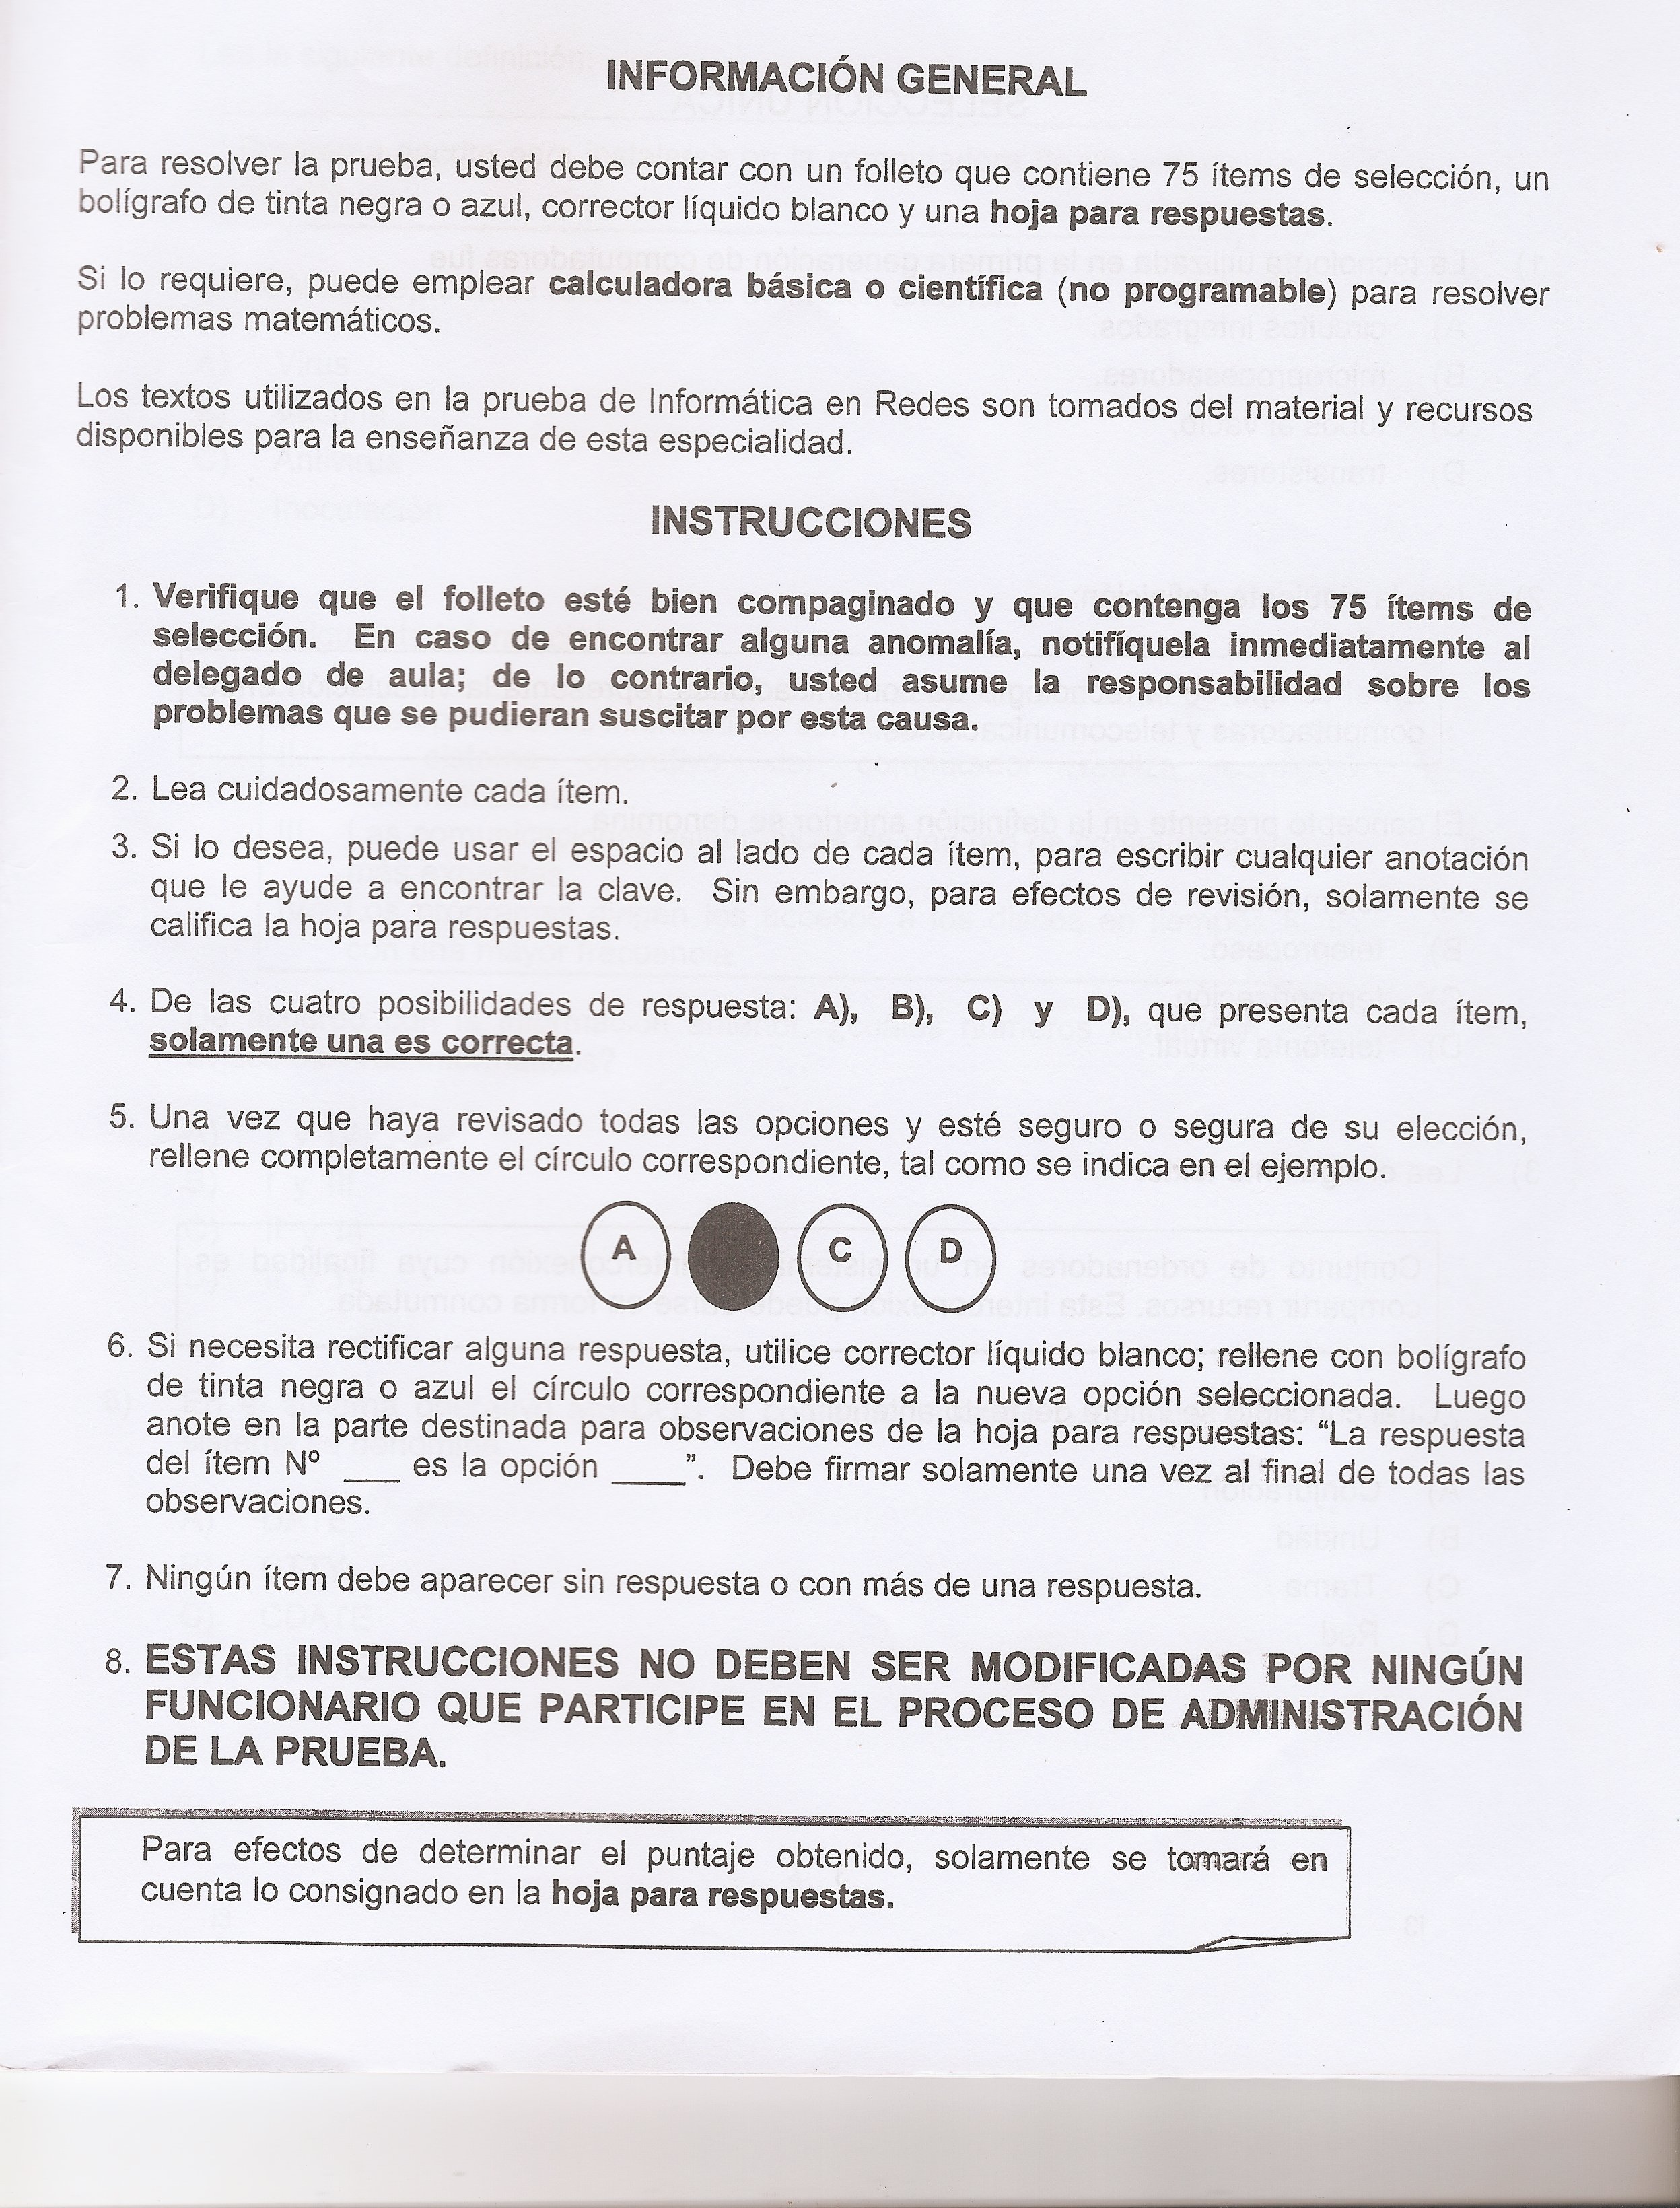 INFORMACIÓN GENERAL
Para resolver la prueba, usted debe contar con un folleto que contiene 75 ítems de selección, un
bolígrafo de tinta negra o azul, corrector líquido blanco y una hoja para respuestas.
Si lo requiere, puede emplear calculadora básica o científica (no programable) para resolver
problemas matemáticos.
Los textos utilizados en la prueba de Informática en Redes son tomados del material y recursos
disponibles para la enseñanza de esta especialidad.
INSTRUCCIONES
1. Verifique que el folleto esté bien compaginado y que contenga los 75 ítems de
selección. En caso de encontrar alguna anomalía, notifíquela inmediatamente al
delegado de aula; de lo contrario, usted asume la responsabilidad sobre los
problemas que se pudieran suscitar por esta causa.
2. Lea cuidadosamente cada ítem.
3. Si lo desea, puede usar el espacio al lado de cada ítem, para escribir cualquier anotación
que le ayude a encontrar la clave. Sin embargo, para efectos de revisión, solamente se
califica la hoja para respuestas.
4. De las cuatro posibilidades de respuesta: A), B), C) y D), que presenta cada ítem,
solamente una es correcta.
5. Una vez que haya revisado todas las opciones y esté seguro o segura de su elección,
rellene completamente el círculo correspondiente, tal como se indica en el ejemplo.
A C D
6. Si necesita rectificar alguna respuesta, utilice corrector líquido blanco; rellene con bolígrafo
de tinta negra o azul el círculo correspondiente a la nueva opción seleccionada. Luego
anote en la parte destinada para observaciones de la hoja para respuestas: “La respuesta
del ítem Nº ___ es la opción ____”. Debe firmar solamente una vez al final de todas las
observaciones.
7. Ningún ítem debe aparecer sin respuesta o con más de una respuesta.
8. ESTAS INSTRUCCIONES NO DEBEN SER MODIFICADAS POR NINGÚN
FUNCIONARIO QUE PARTICIPE EN EL PROCESO DE ADMINISTRACIÓN
DE LA PRUEBA.
Para efectos de determinar el puntaje obtenido, solamente se tomará en
cuenta lo consignado en la hoja para respuestas.